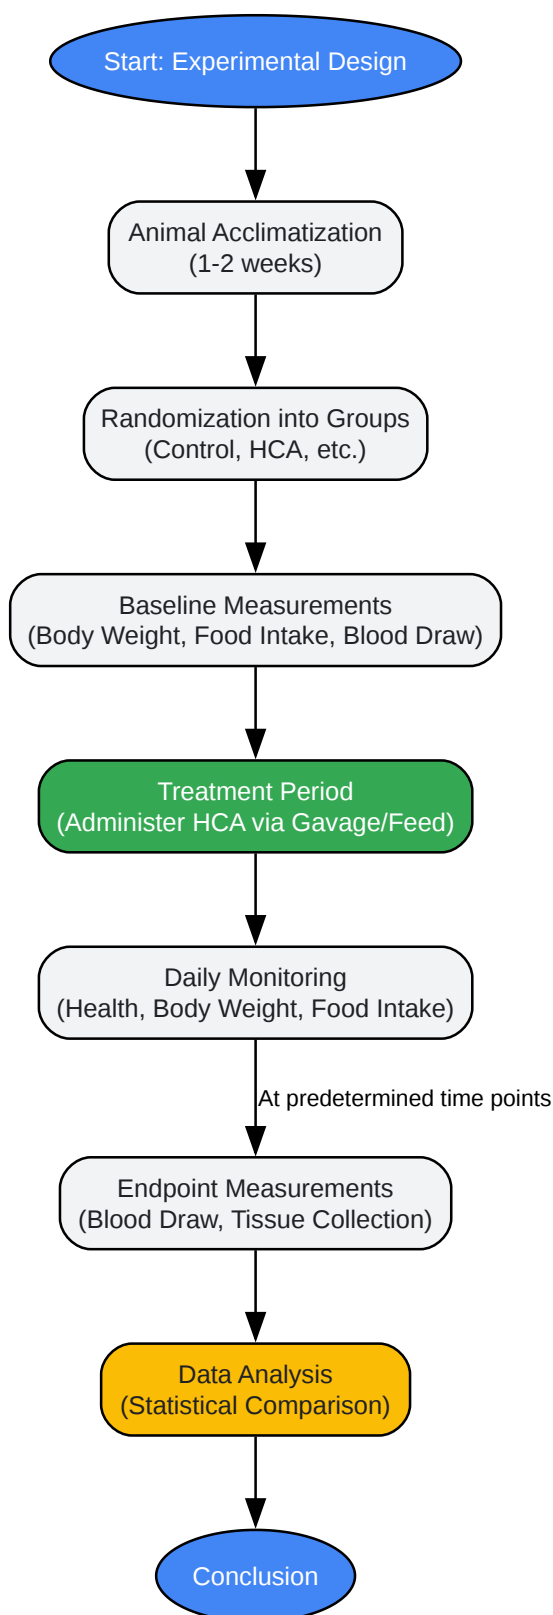 Start: Experimental Design
Animal Acclimatization
(1-2 weeks)
Randomization into Groups
(Control, HCA, etc.)
Baseline Measurements
(Body Weight, Food Intake, Blood Draw)
Treatment Period
(Administer HCA via Gavage/Feed)
Daily Monitoring
(Health, Body Weight, Food Intake)
At predetermined time points
Endpoint Measurements
(Blood Draw, Tissue Collection)
Data Analysis
(Statistical Comparison)
Conclusion